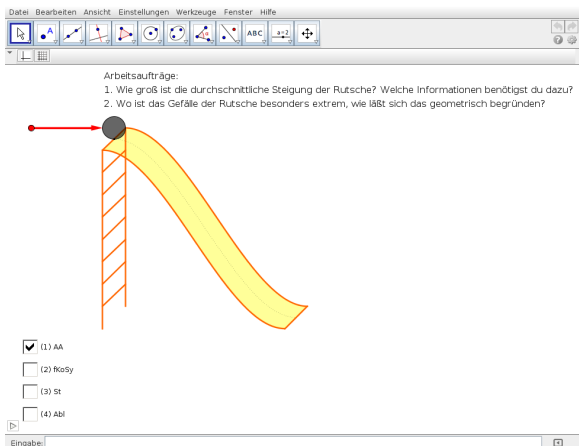 Datei Bearbeiten Ansicht Einstellungen Werkzeuge Fenster Hilfe
A ABC a=2
Arbeitsaufträge:
1. Wie groß ist die durchschnittliche Steigung der Rutsche? Welche Informationen benötigst du dazu?
2. Wo ist das Gefälle der Rutsche besonders extrem, wie läßt sich das geometrisch begründen?
(1) AA
(2) fKoSy
(3) St
(4) Abl
Eingabe: